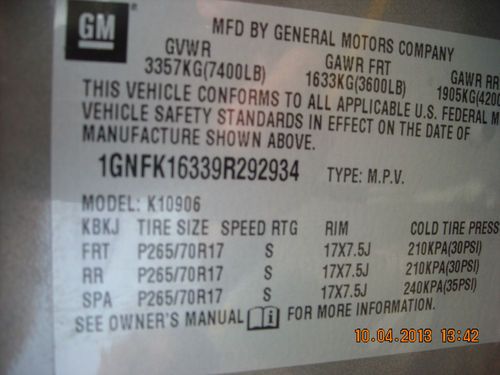 GM
MFD BY GENERAL MOTORS COMPANY
GVWR GAWR FRT GAWR RR
3357KG(7400LB) 1633KG(3600LB) 1905KG(4200
THIS VEHICLE CONFORMS TO ALL APPLICABLE U.S. FEDERAL M
VEHICLE SAFETY STANDARDS IN EFFECT ON THE DATE OF
MANUFACTURE SHOWN ABOVE.
1GNFK16339R292934 TYPE: M.P.V.
MODEL: K10906
KBKJ TIRE SIZE SPEED RTG RIM COLD TIRE PRESS
FRT P265/70R17 S 17X7.5J 210KPA(30PSI)
RR P265/70R17 S 17X7.5J 210KPA(30PSI)
SPA P265/70R17 S 17X7.5J 240KPA(35PSI)
SEE OWNER'S MANUAL FOR MORE INFORMATION.
10.04.2013 13:42